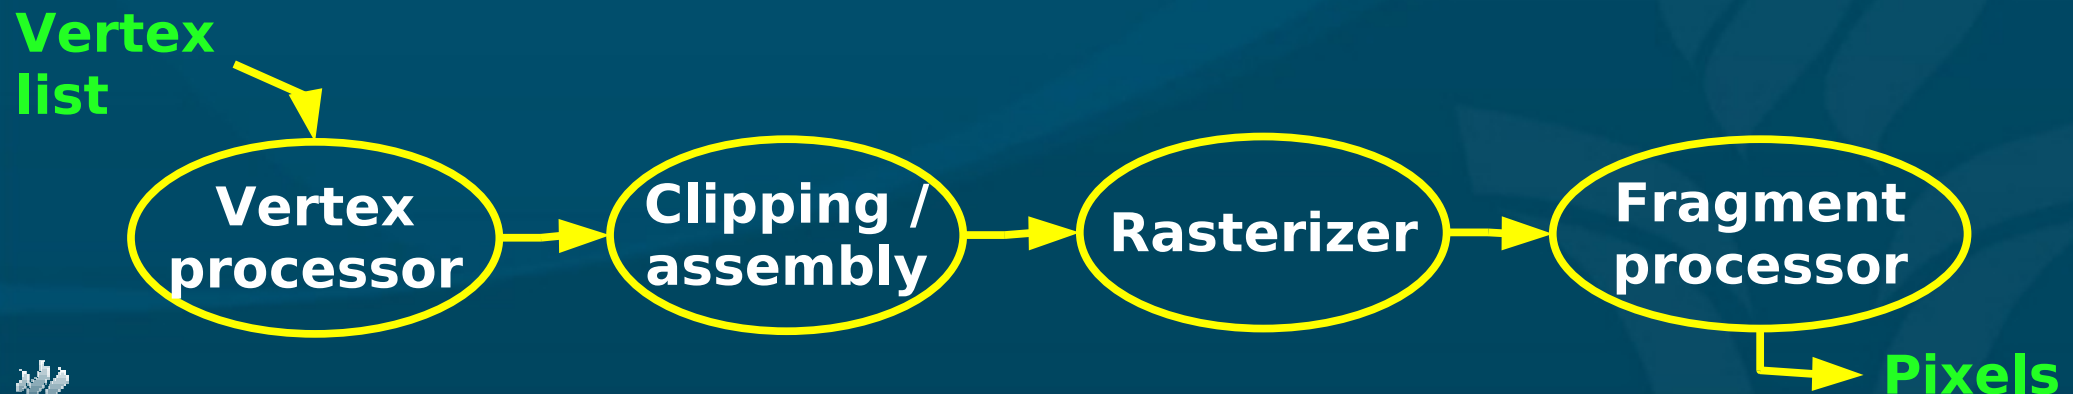 Vertex
list
Vertex
processor
Clipping /
assembly
Rasterizer
Fragment
processor
Pixels